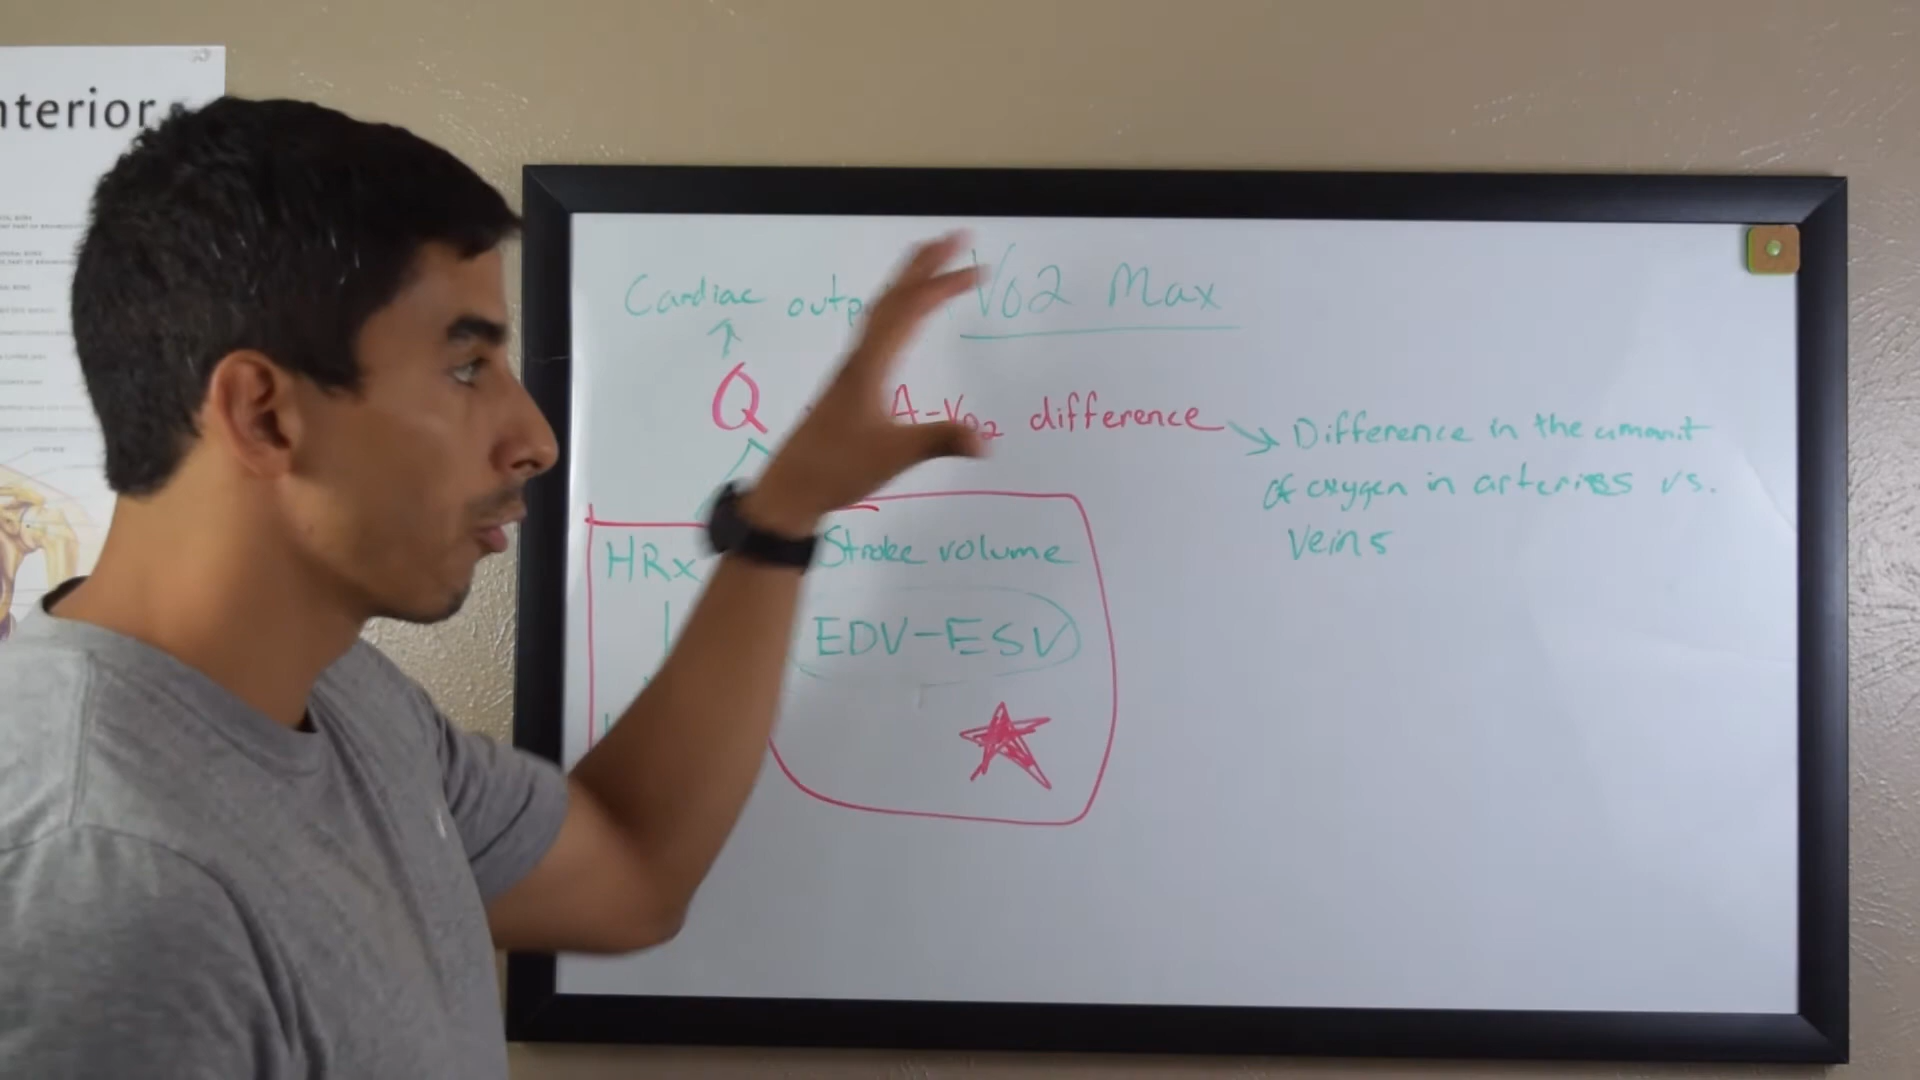 nterior
Cardiac outp
Vo2 Max
Q
A-Vo2 difference
Difference in the amount
of oxygen in arteries vs.
veins
HRx
Stroke volume
EDV-ESV